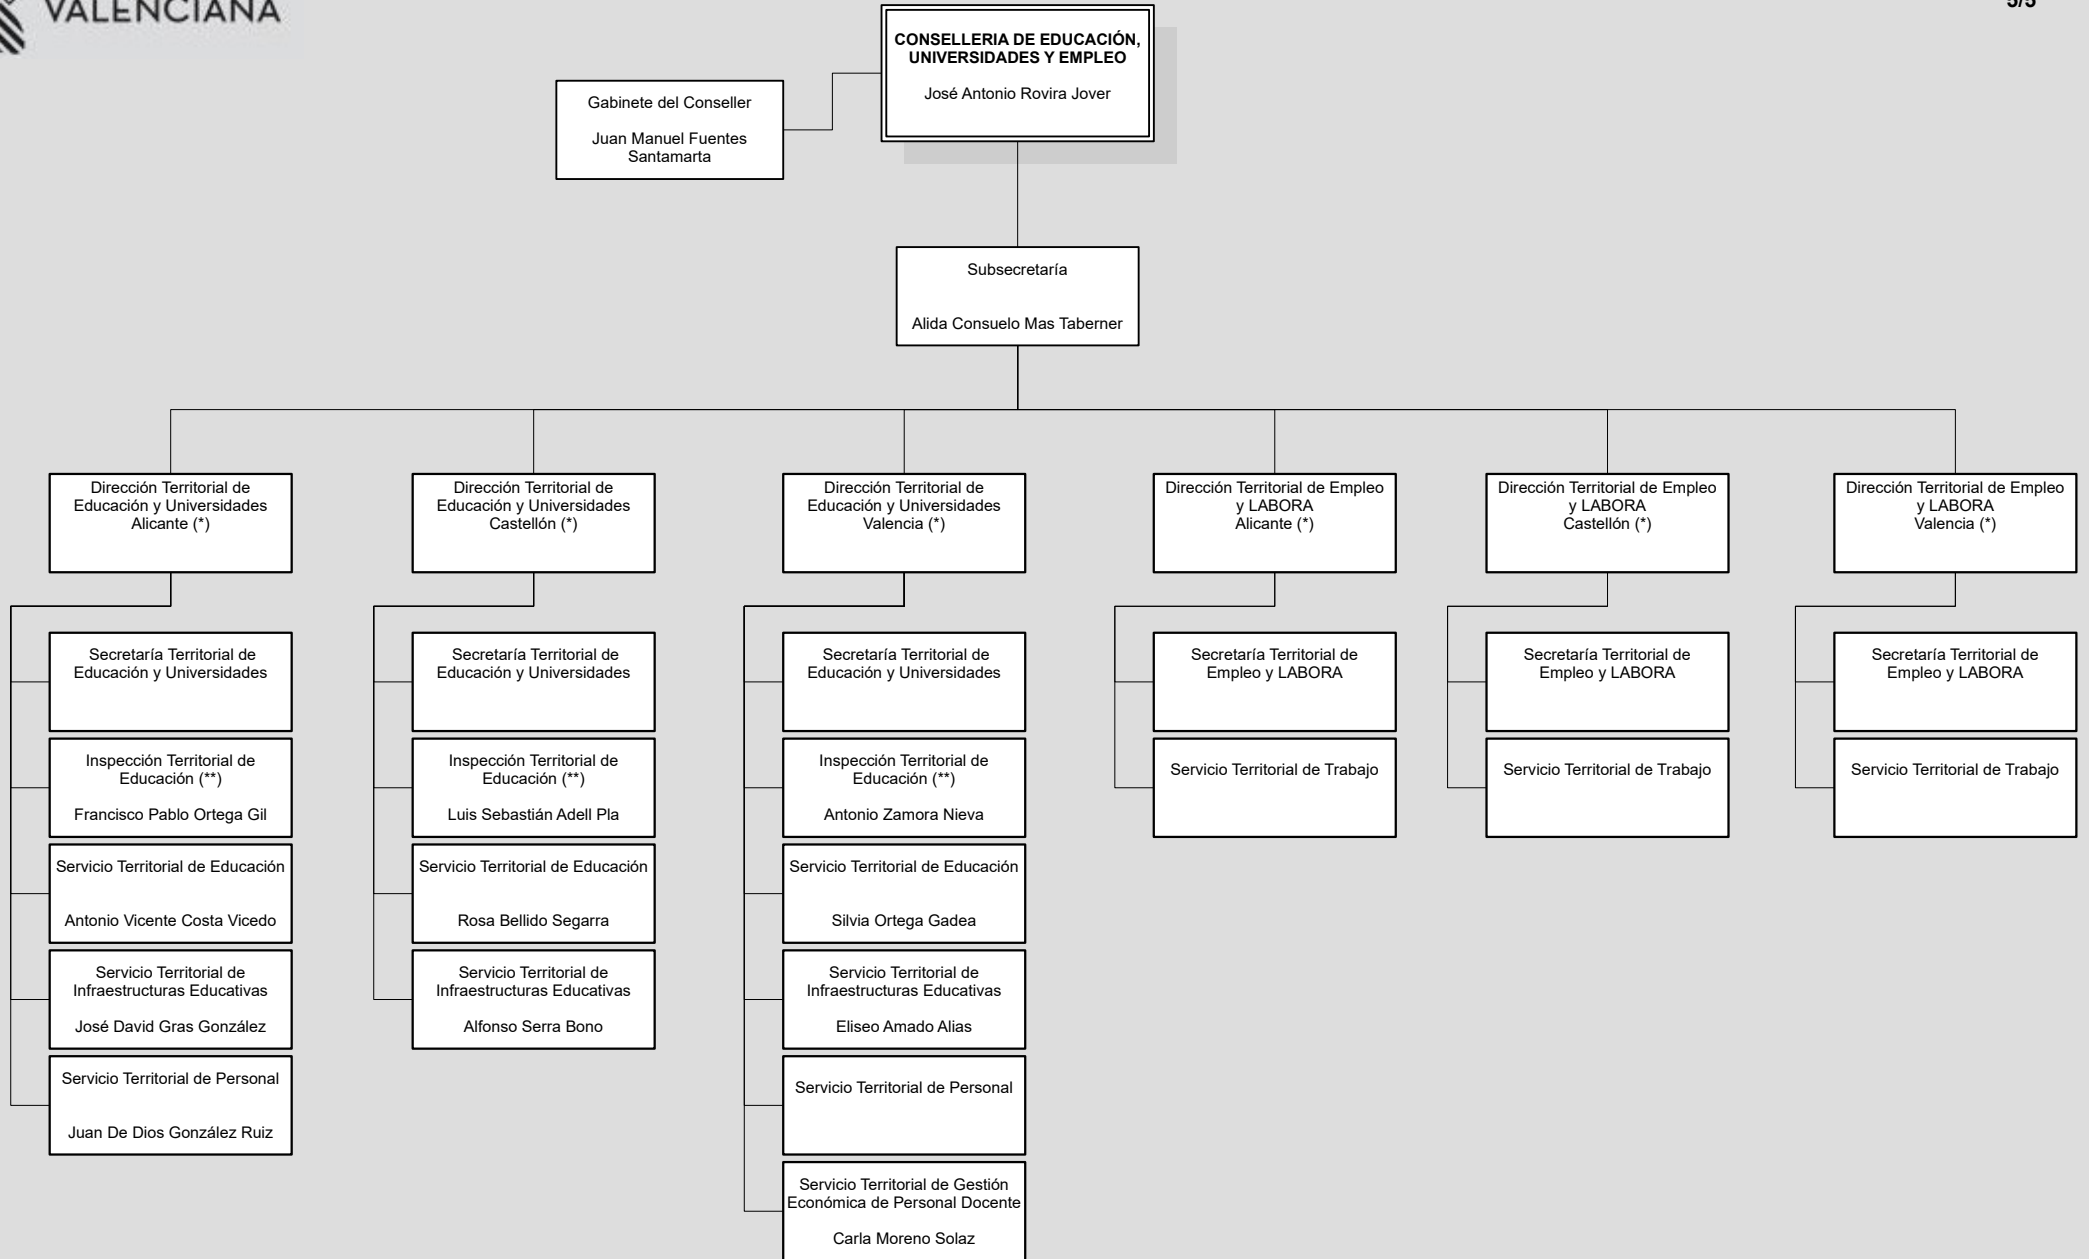 VALENCIANA
5/5
CONSELLERIA DE EDUCACIÓN,
UNIVERSIDADES Y EMPLEO
José Antonio Rovira Jover
Gabinete del Conseller
Juan Manuel Fuentes
Santamarta
Subsecretaría
Alida Consuelo Mas Taberner
Dirección Territorial de
Educación y Universidades
Alicante (*)
Secretaría Territorial de
Educación y Universidades
Inspección Territorial de
Educación (**)
Francisco Pablo Ortega Gil
Servicio Territorial de Educación
Antonio Vicente Costa Vicedo
Servicio Territorial de
Infraestructuras Educativas
José David Gras González
Servicio Territorial de Personal
Juan De Dios González Ruiz
Dirección Territorial de
Educación y Universidades
Castellón (*)
Secretaría Territorial de
Educación y Universidades
Inspección Territorial de
Educación (**)
Luis Sebastián Adell Pla
Servicio Territorial de Educación
Rosa Bellido Segarra
Servicio Territorial de
Infraestructuras Educativas
Alfonso Serra Bono
Dirección Territorial de
Educación y Universidades
Valencia (*)
Secretaría Territorial de
Educación y Universidades
Inspección Territorial de
Educación (**)
Antonio Zamora Nieva
Servicio Territorial de Educación
Silvia Ortega Gadea
Servicio Territorial de
Infraestructuras Educativas
Eliseo Amado Alias
Servicio Territorial de Personal
Servicio Territorial de Gestión
Económica de Personal Docente
Carla Moreno Solaz
Dirección Territorial de Empleo
y LABORA
Alicante (*)
Secretaría Territorial de
Empleo y LABORA
Servicio Territorial de Trabajo
Dirección Territorial de Empleo
y LABORA
Castellón (*)
Secretaría Territorial de
Empleo y LABORA
Servicio Territorial de Trabajo
Dirección Territorial de Empleo
y LABORA
Valencia (*)
Secretaría Territorial de
Empleo y LABORA
Servicio Territorial de Trabajo